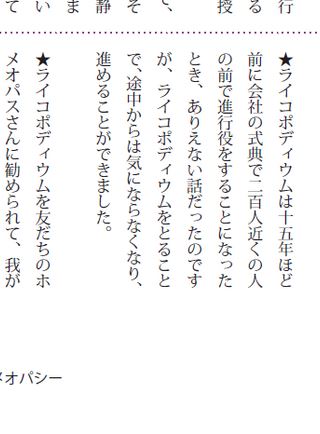 行
る
授
、
そ
静
ま
い
て
★ライコポディウムは十五年ほど
前に会社の式典で二百人近くの人
の前で進行役をすることになった
とき、ありえない話だったのです
が、ライコポディウムをとること
で、途中からは気にならなくなり、
進めることができました。
★ライコポディウムを友だちのホ
メオパスさんに勧められて、我が
メオパシー